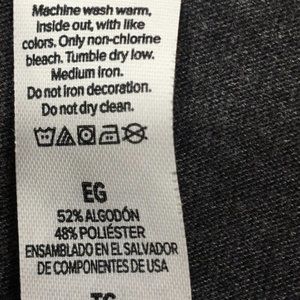 Machine wash warm,
inside out, with like
colors. Only non-chlorine
bleach. Tumble dry low.
Medium iron.
Do not iron decoration.
Do not dry clean.
EG
52% ALGODÓN
48% POLIÉSTER
ENSAMBLADO EN EL SALVADOR
DE COMPONENTES DE USA
TG